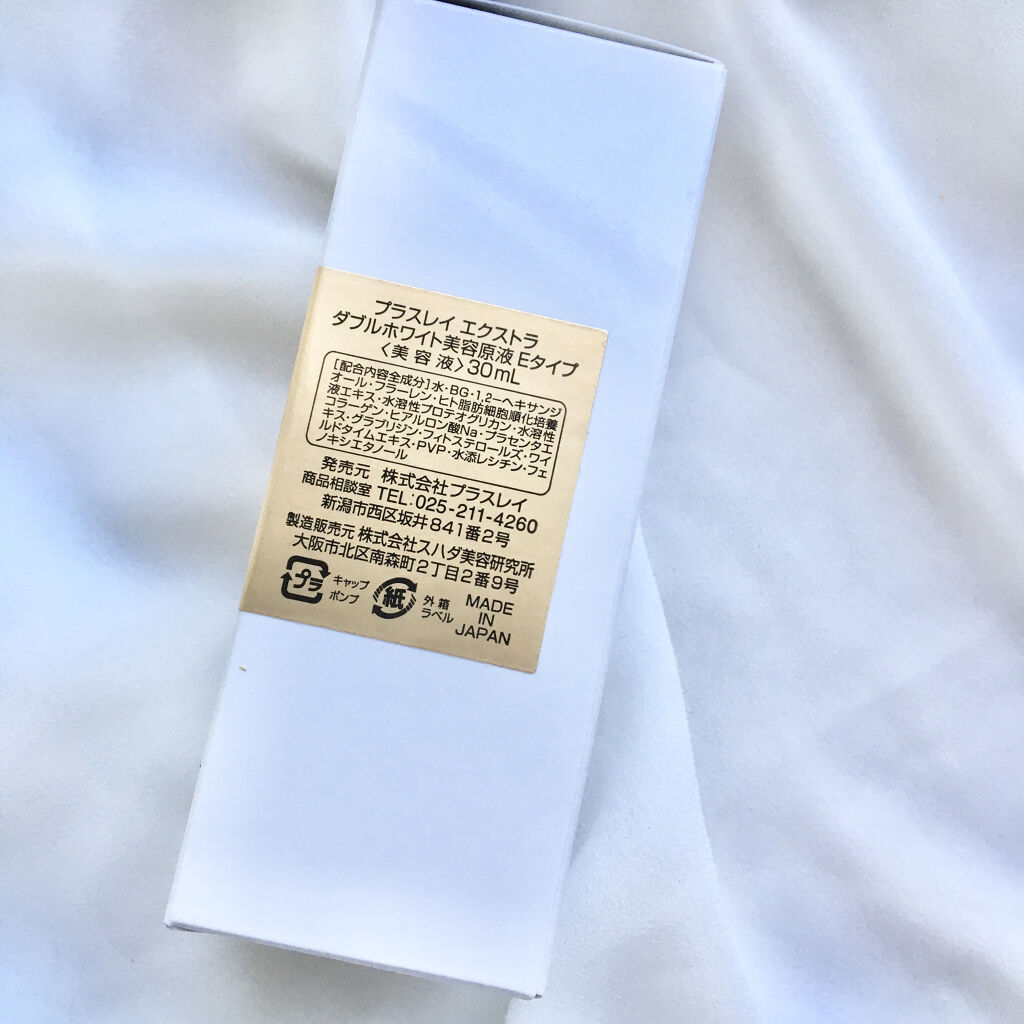 プラスレイ エクストラ
ダブルホワイト美容原液 Eタイプ
〈美 容 液〉30mL
［配合内容全成分］水・BG・1,2－ヘキサンジ
オール・フラーレン・ヒト脂肪細胞順化培養
液エキス・水溶性プロテオグリカン・水溶性
コラーゲン・ヒアルロン酸Na・プラセンタエ
キス・グラブリジン・フィトステロールズ・ワイ
ルドタイムエキス・PVP・水添レシチン・フェ
ノキシエタノール
発売元 株式会社プラスレイ
商品相談室 TEL：025-211-4260
新潟市西区坂井841番2号
製造販売元 株式会社スハダ美容研究所
大阪市北区南森町2丁目2番9号
プラ キャップ
ポンプ
紙 外箱
ラベル
MADE
IN
JAPAN